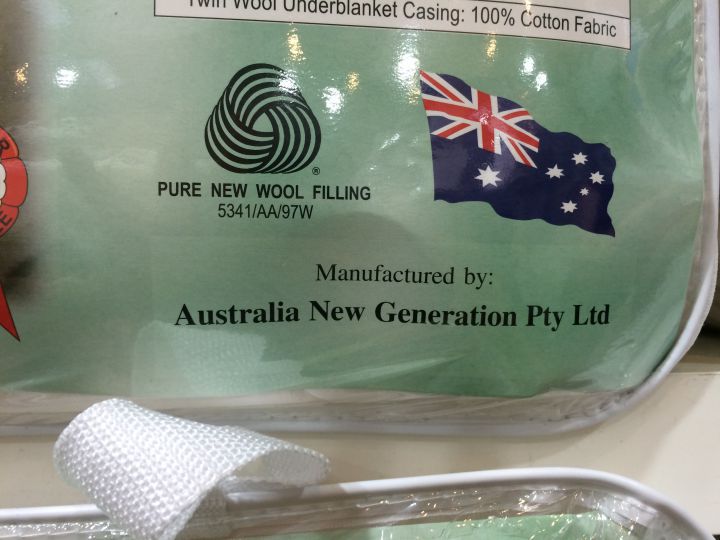 Twin Wool Underblanket Casing: 100% Cotton Fabric
®
PURE NEW WOOL FILLING
5341/AA/97W
Manufactured by:
Australia New Generation Pty Ltd